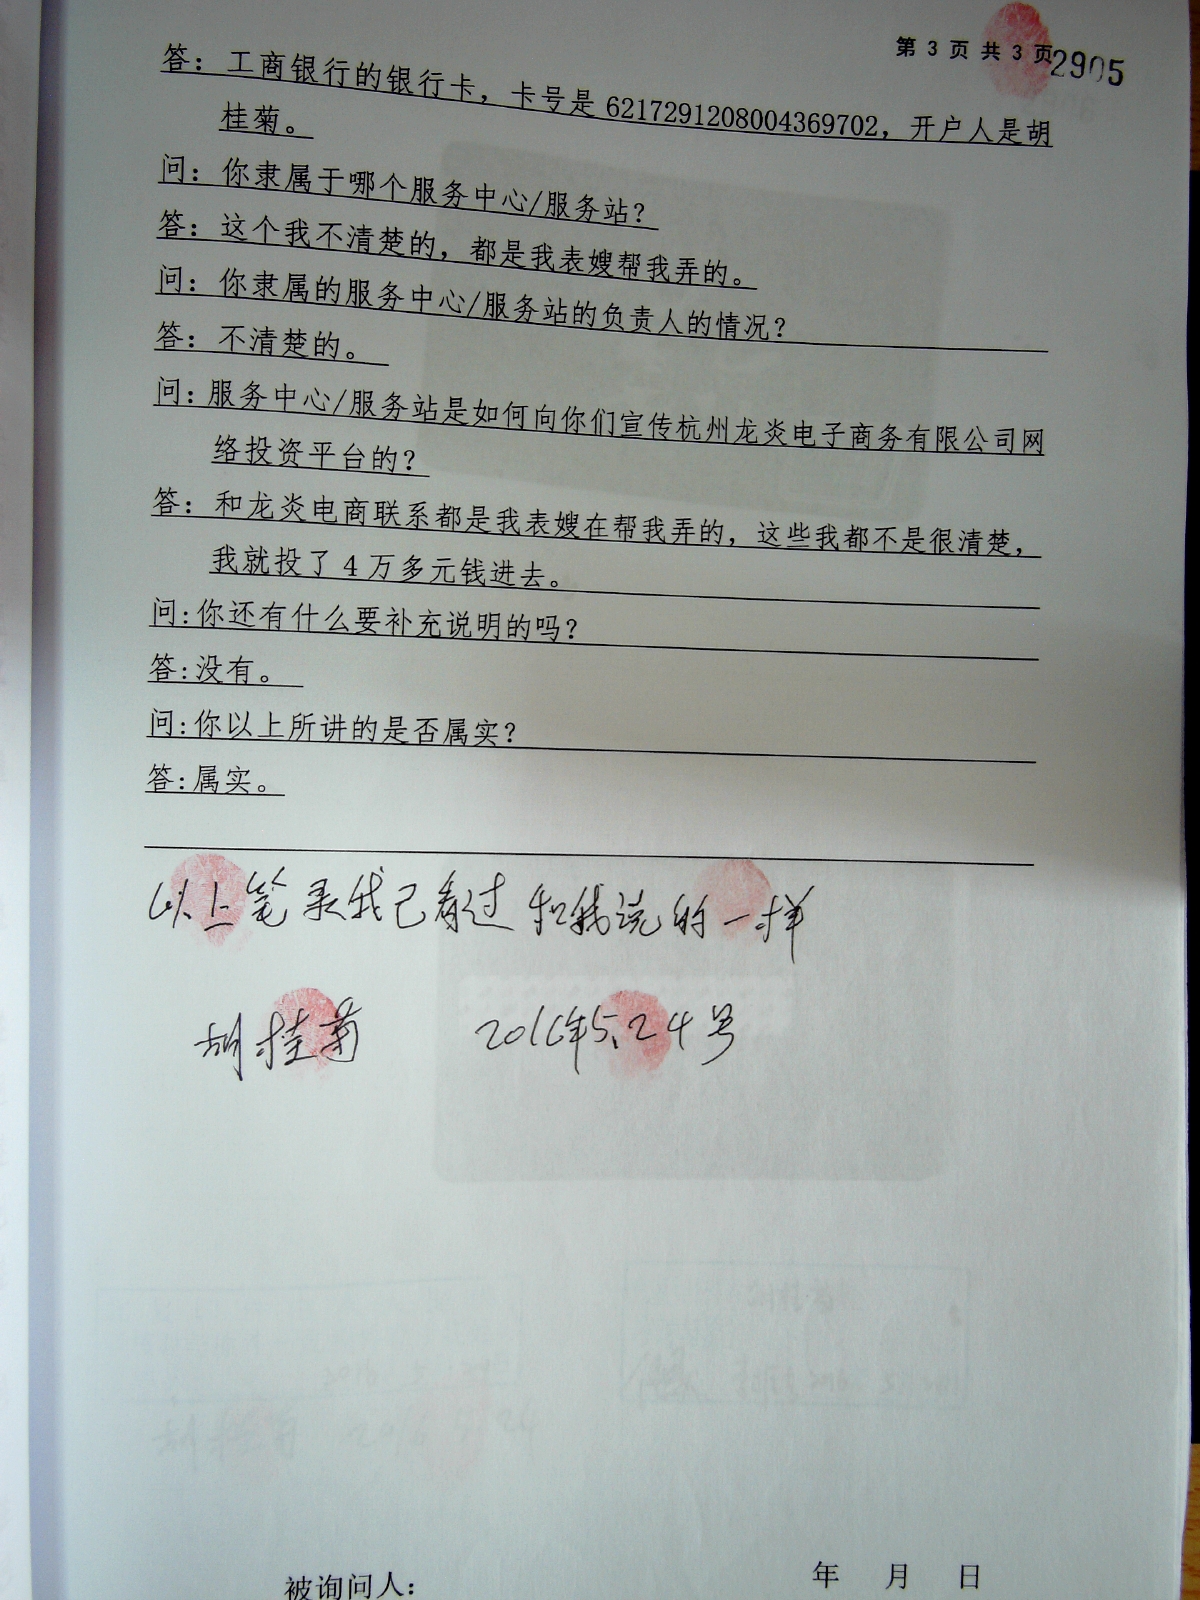 第 3 页 共 3 页2905
答：工商银行的银行卡，卡号是 6217291208004369702，开户人是胡
桂菊。
问：你隶属于哪个服务中心/服务站？
答：这个我不清楚的，都是我表嫂帮我弄的。
问：你隶属的服务中心/服务站的负责人的情况？
答：不清楚的。
问：服务中心/服务站是如何向你们宣传杭州龙炎电子商务有限公司网
络投资平台的？
答：和龙炎电商联系都是我表嫂在帮我弄的，这些我都不是很清楚，
我就投了 4 万多元钱进去。
问：你还有什么要补充说明的吗？
答：没有。
问：你以上所讲的是否属实？
答：属实。
以上笔录我已看过和我说的一样
胡桂菊 2016年5.24号
被询问人： 年 月 日